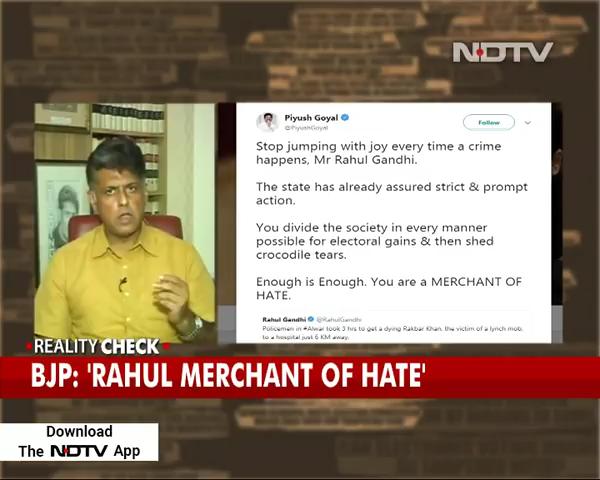 NDTV
Piyush Goyal
@PiyushGoyal
Follow
Stop jumping with joy every time a crime
happens, Mr Rahul Gandhi.
The state has already assured strict & prompt
action.
You divide the society in every manner
possible for electoral gains & then shed
crocodile tears.
Enough is Enough. You are a MERCHANT OF
HATE.
Rahul Gandhi @RahulGandhi
Policemen in #Alwar took 3 hrs to get a dying Rakbar Khan, the victim of a lynch mob,
to a hospital just 6 KM away.
REALITY CHECK
BJP: 'RAHUL MERCHANT OF HATE'
Download
The NDTV App